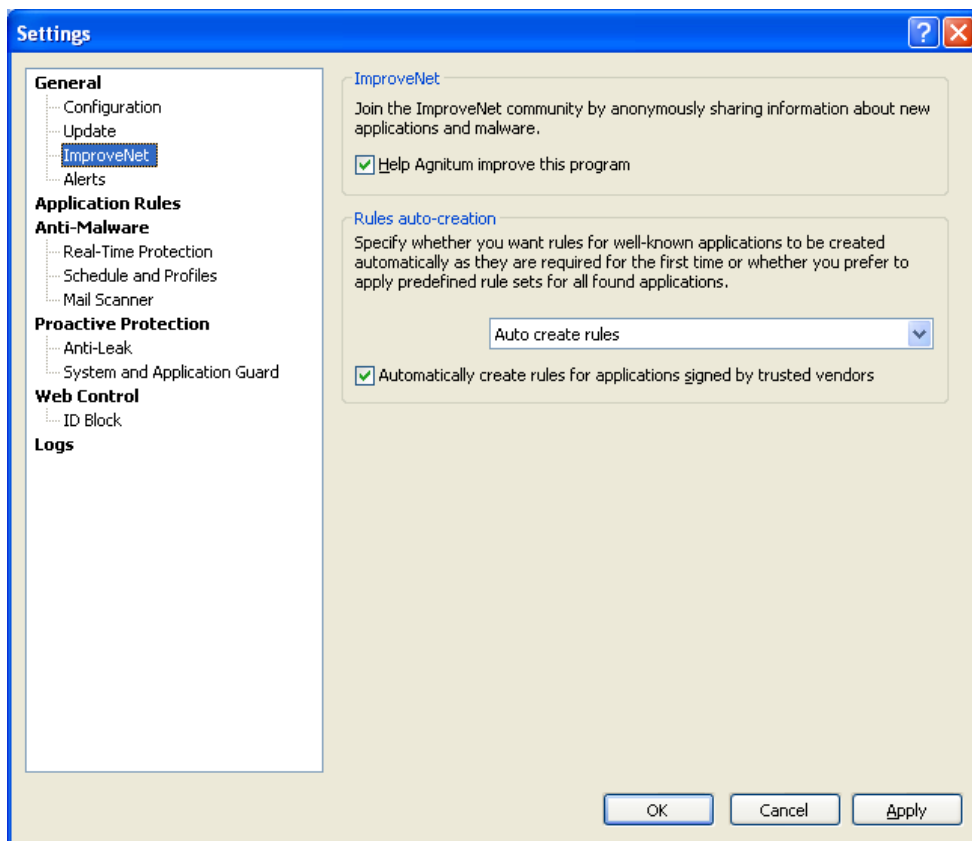 Settings
General
Configuration
Update
ImproveNet
Alerts
Application Rules
Anti-Malware
Real-Time Protection
Schedule and Profiles
Mail Scanner
Proactive Protection
Anti-Leak
System and Application Guard
Web Control
ID Block
Logs
ImproveNet
Join the ImproveNet community by anonymously sharing information about new
applications and malware.
Help Agnitum improve this program
Rules auto-creation
Specify whether you want rules for well-known applications to be created
automatically as they are required for the first time or whether you prefer to
apply predefined rule sets for all found applications.
Auto create rules
Automatically create rules for applications signed by trusted vendors
OK
Cancel
Apply